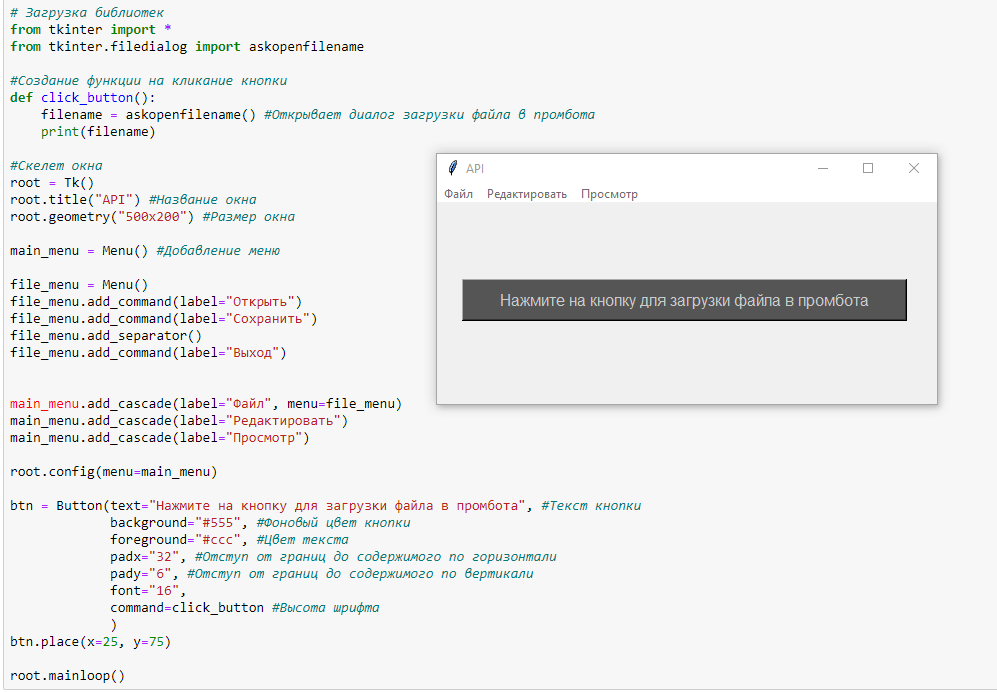 # Загрузка библиотек
from tkinter import *
from tkinter.filedialog import askopenfilename
#Создание функции на кликание кнопки
def click_button():
    filename = askopenfilename() #Открывает диалог загрузки файла в промбота
    print(filename)
#Скелет окна
root = Tk()
root.title("API") #Название окна
root.geometry("500x200") #Размер окна
main_menu = Menu() #Добавление меню
file_menu = Menu()
file_menu.add_command(label="Открыть")
file_menu.add_command(label="Сохранить")
file_menu.add_separator()
file_menu.add_command(label="Выход")
main_menu.add_cascade(label="Файл", menu=file_menu)
main_menu.add_cascade(label="Редактировать")
main_menu.add_cascade(label="Просмотр")
root.config(menu=main_menu)
btn = Button(text="Нажмите на кнопку для загрузки файла в промбота", #Текст кнопки
             background="#555", #Фоновый цвет кнопки
             foreground="#ccc", #Цвет текста
             padx="32", #Отступ от границ до содержимого по горизонтали
             pady="6", #Отступ от границ до содержимого по вертикали
             font="16",
             command=click_button #Высота шрифта
             )
btn.place(x=25, y=75)
root.mainloop()
API
Файл Редактировать Просмотр
Нажмите на кнопку для загрузки файла в промбота